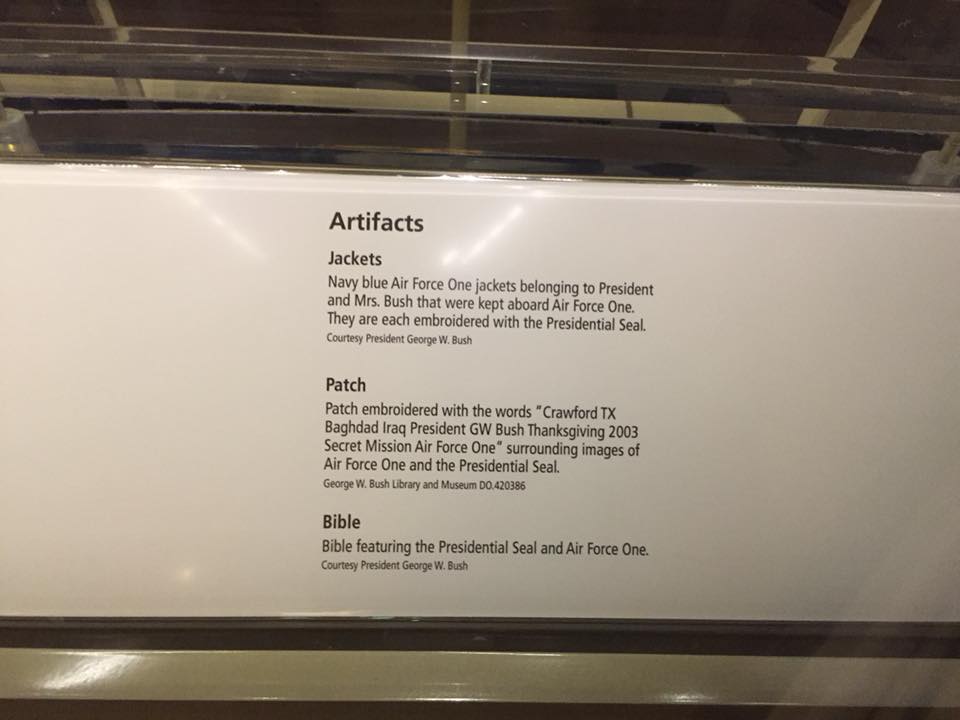 Artifacts
Jackets
Navy blue Air Force One jackets belonging to President
and Mrs. Bush that were kept aboard Air Force One.
They are each embroidered with the Presidential Seal.
Courtesy President George W. Bush
Patch
Patch embroidered with the words "Crawford TX
Baghdad Iraq President GW Bush Thanksgiving 2003
Secret Mission Air Force One" surrounding images of
Air Force One and the Presidential Seal.
George W. Bush Library and Museum DO.420386
Bible
Bible featuring the Presidential Seal and Air Force One.
Courtesy President George W. Bush